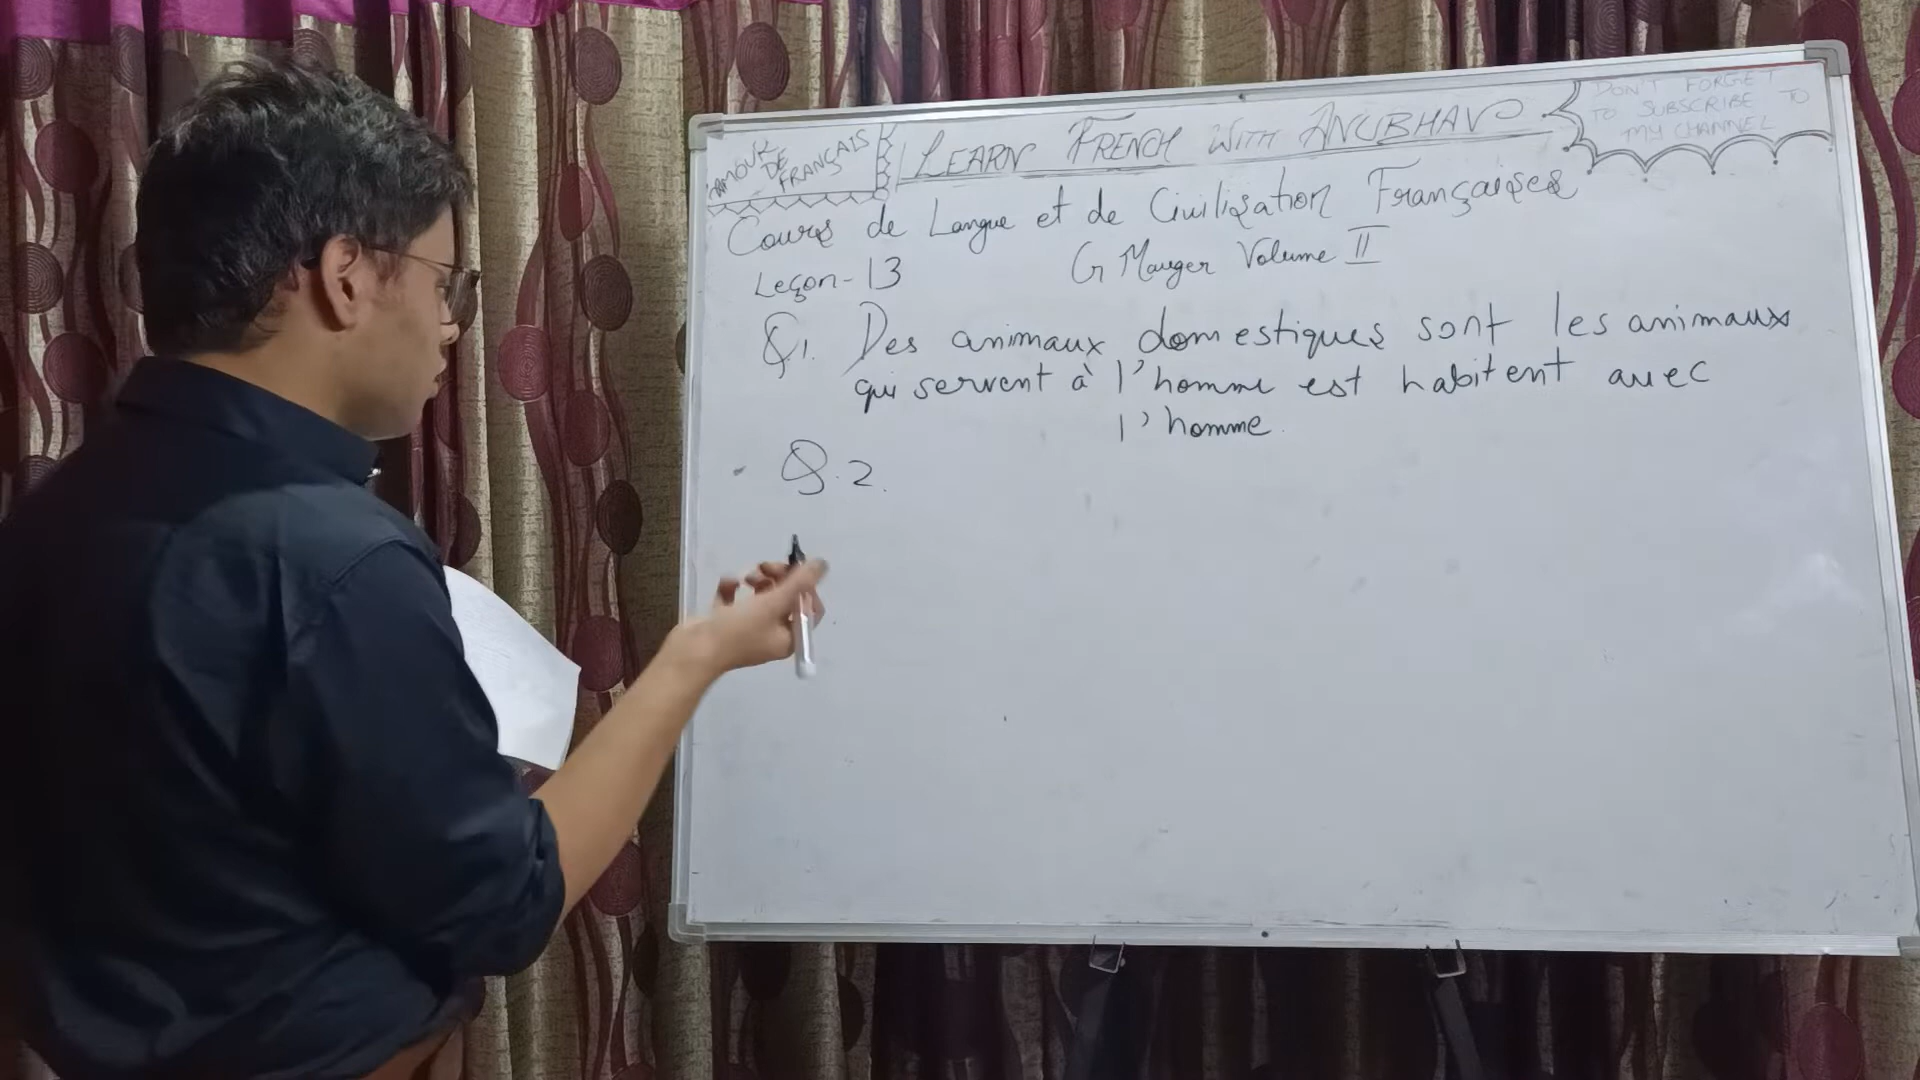 AMOUR
DE
FRANÇAIS
LEARN FRENCH WITH ANUBHAV
DON'T FORGET
TO SUBSCRIBE TO
MY CHANNEL
Cours de Langue et de Civilisation Françaises
Leçon-13
G Mauger Volume II
Q1. Des animaux domestiques sont les animaux
qui servent à l'homme est habitent avec
l'homme.
Q.2.